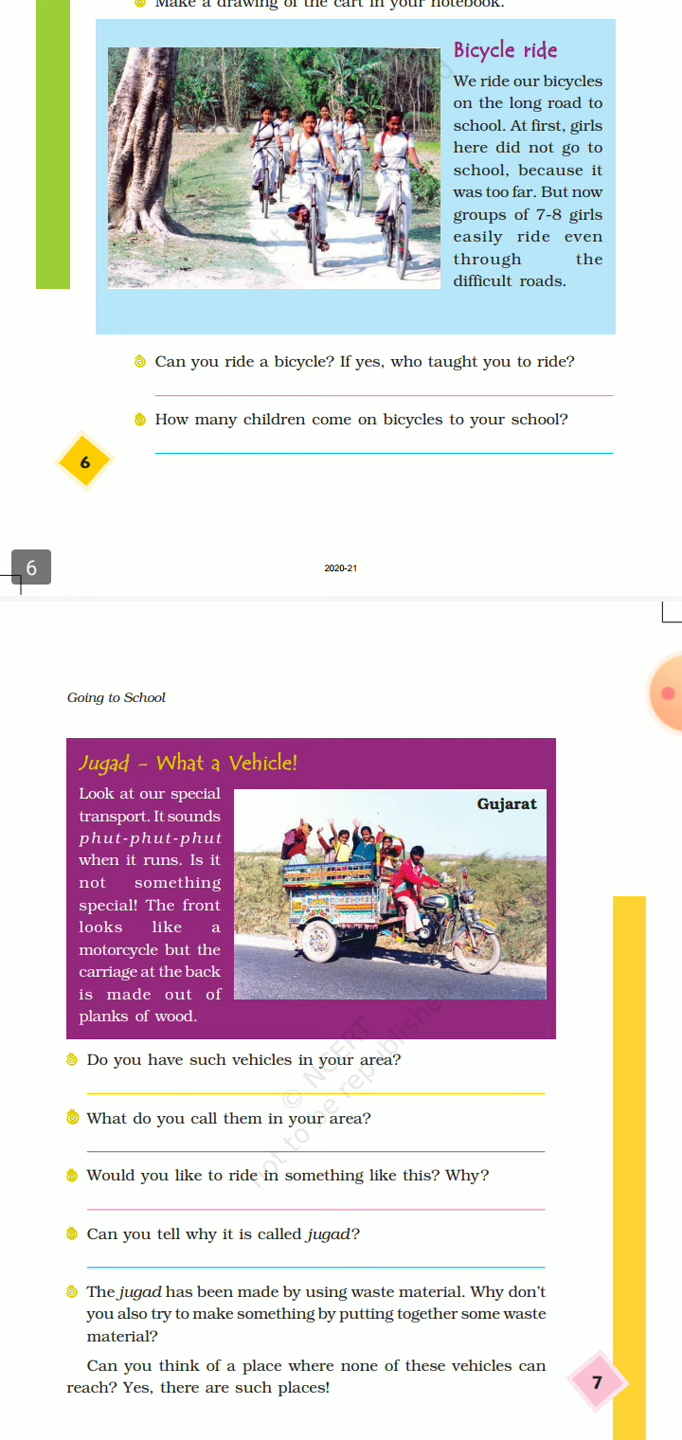 Make a drawing of the cart in your notebook.
Bicycle ride
We ride our bicycles
on the long road to
school. At first, girls
here did not go to
school, because it
was too far. But now
groups of 7-8 girls
easily ride even
through the
difficult roads.
Can you ride a bicycle? If yes, who taught you to ride?
How many children come on bicycles to your school?
6
6
2020-21
Going to School
Jugad – What a Vehicle!
Look at our special
transport. It sounds
phut-phut-phut
when it runs. Is it
not something
special! The front
looks like a
motorcycle but the
carriage at the back
is made out of
planks of wood.
Gujarat
© NCERT
not to be republished
Do you have such vehicles in your area?
What do you call them in your area?
Would you like to ride in something like this? Why?
Can you tell why it is called jugad?
The jugad has been made by using waste material. Why don't
you also try to make something by putting together some waste
material?
Can you think of a place where none of these vehicles can
reach? Yes, there are such places!
7